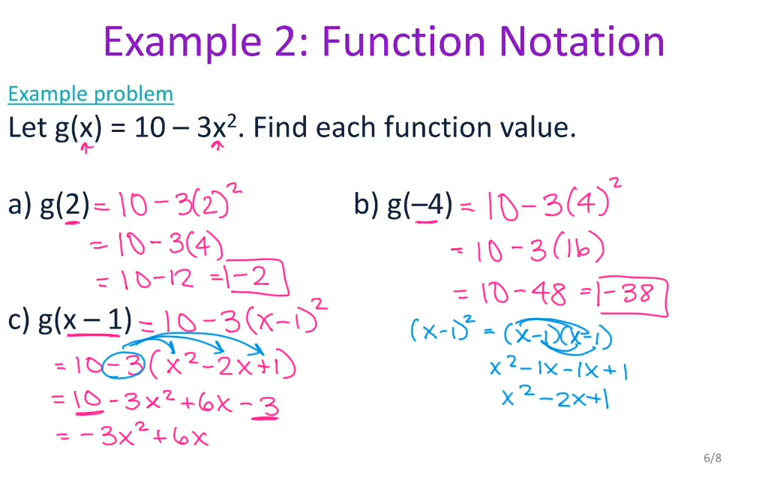 Example 2: Function Notation
Example problem
Let g(x) = 10 – 3x². Find each function value.
a) g(2) = 10 - 3(2)²
= 10 - 3(4)
= 10 - 12 = -2
b) g(–4) = 10 - 3(4)²
= 10 - 3(16)
= 10 - 48 = -38
c) g(x – 1) = 10 - 3(x-1)²
= 10 - 3(x² - 2x + 1)
= 10 - 3x² + 6x - 3
= -3x² + 6x
(x-1)² = (x-1)(x-1)
x² - 1x - 1x + 1
x² - 2x + 1
6/8